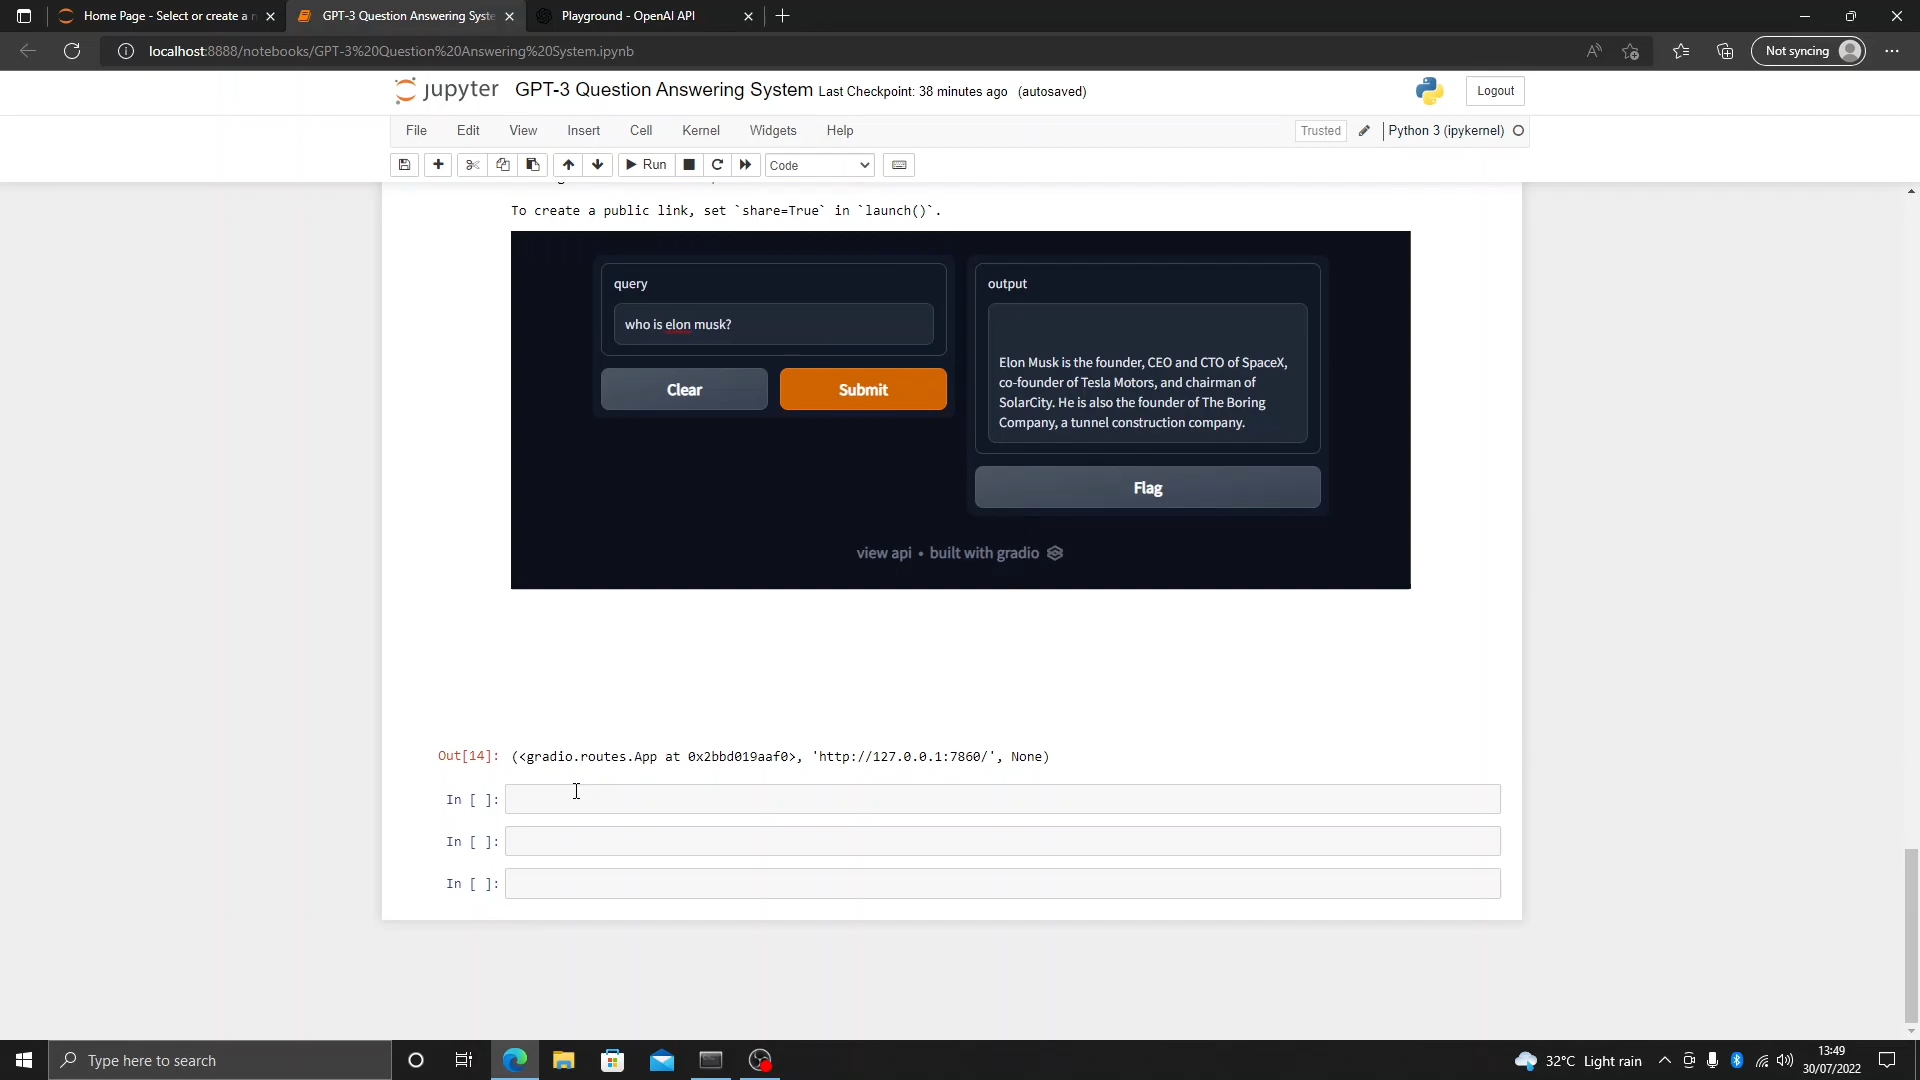 Home Page - Select or create a n
GPT-3 Question Answering Syste
Playground - OpenAI API
localhost:8888/notebooks/GPT-3%20Question%20Answering%20System.ipynb
Not syncing
jupyter GPT-3 Question Answering System Last Checkpoint: 38 minutes ago (autosaved)
Logout
File Edit View Insert Cell Kernel Widgets Help
Trusted
Python 3 (ipykernel)
Run
Code
To create a public link, set `share=True` in `launch()`.
query
who is elon musk?
Clear
Submit
output
Elon Musk is the founder, CEO and CTO of SpaceX,
co-founder of Tesla Motors, and chairman of
SolarCity. He is also the founder of The Boring
Company, a tunnel construction company.
Flag
view api • built with gradio
Out[14]: (<gradio.routes.App at 0x2bbd019aaf0>, 'http://127.0.0.1:7860/', None)
In [ ]:
In [ ]:
In [ ]:
Type here to search
32°C Light rain
13:49
30/07/2022